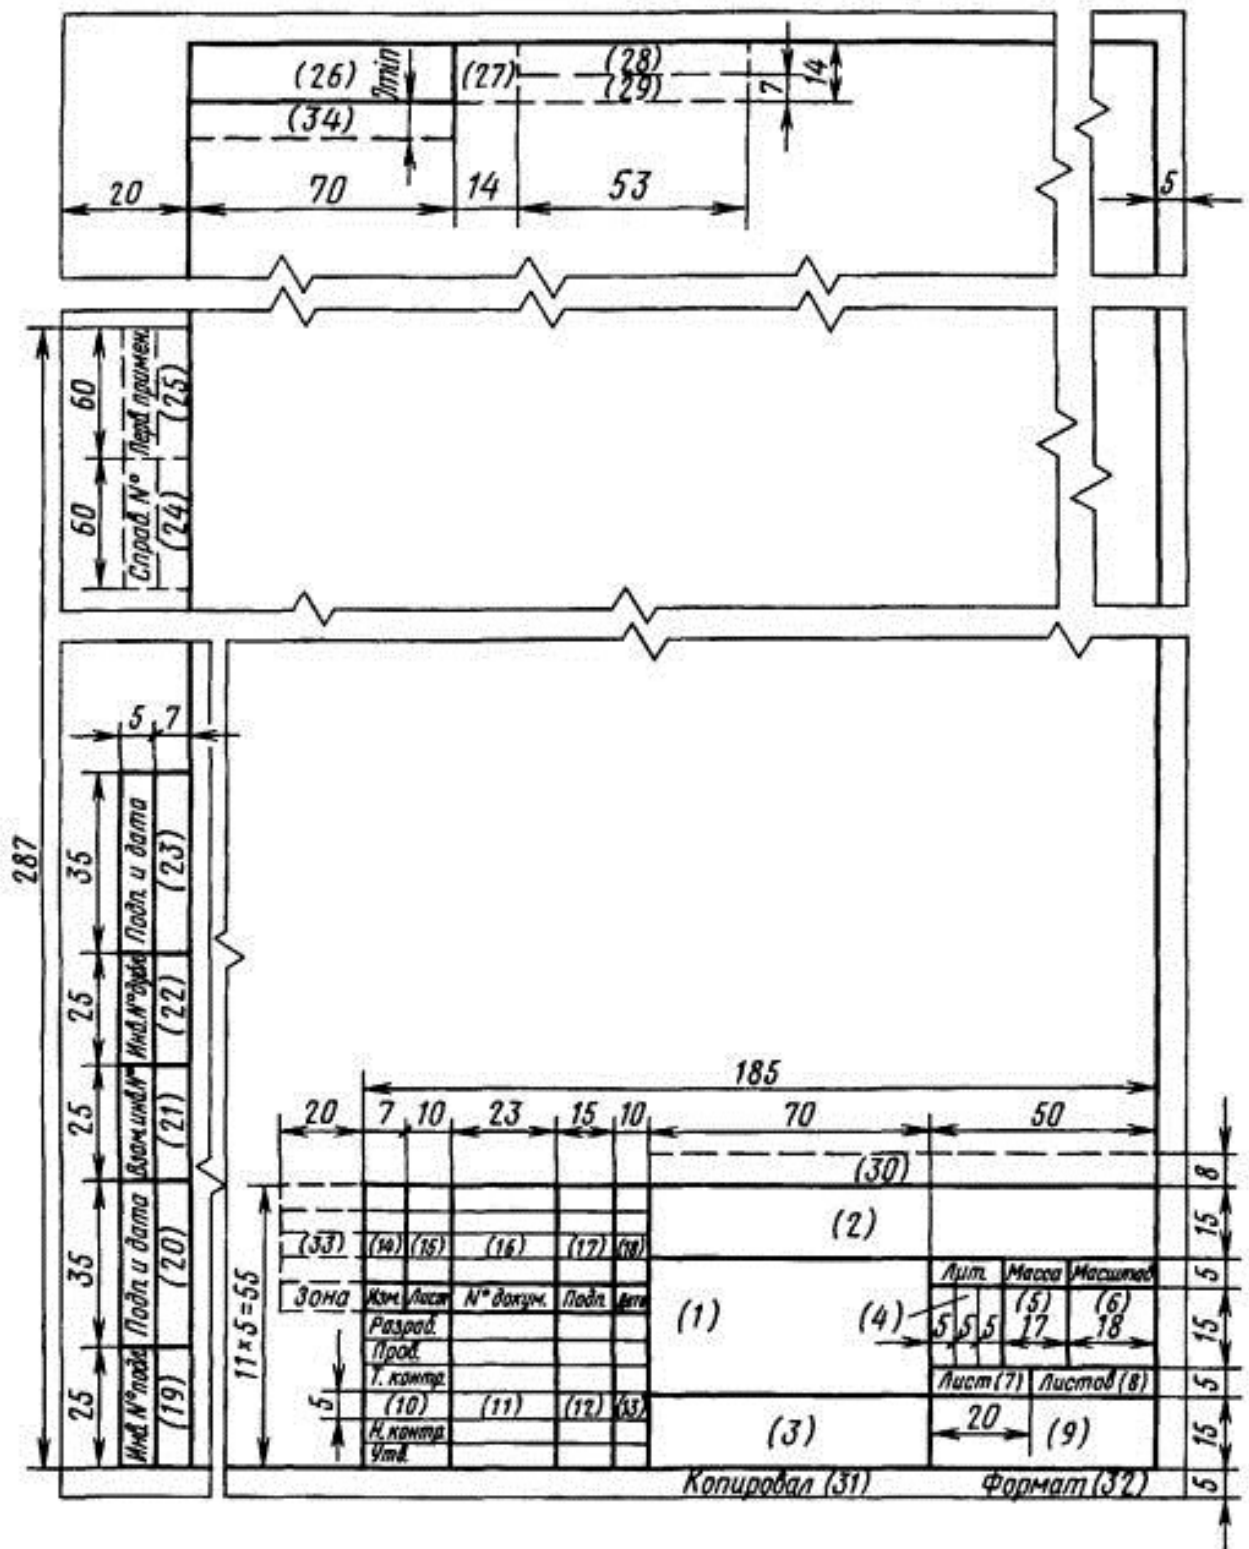 (26) 7min (27) (28)
(29) 7 14
(34)
20 70 14 53 5
287
60 Перв. примен. (25)
60 Справ. № (24)
5 7
35 Подп. и дата (23)
25 Инв.№дубл. (22)
25 Взам.инв.№ (21)
35 Подп. и дата (20)
25 Инв.№подл. (19)
185
20 7 10 23 15 10 70 50
(30) 8
(2) 15
(33) (14) (15) (16) (17) (18)
11×5=55
Лит. Масса Масштаб 5
Зона Изм. Лист № докум. Подп. Дата
(1) (4) (5) (6)
5 5 5 17 18 15
Разраб.
Пров.
Т. контр.
Лист (7) Листов (8) 5
5 (10) (11) (12) (13)
(3) 20 (9) 15
Н. контр.
Утв.
Копировал (31) Формат (32) 5